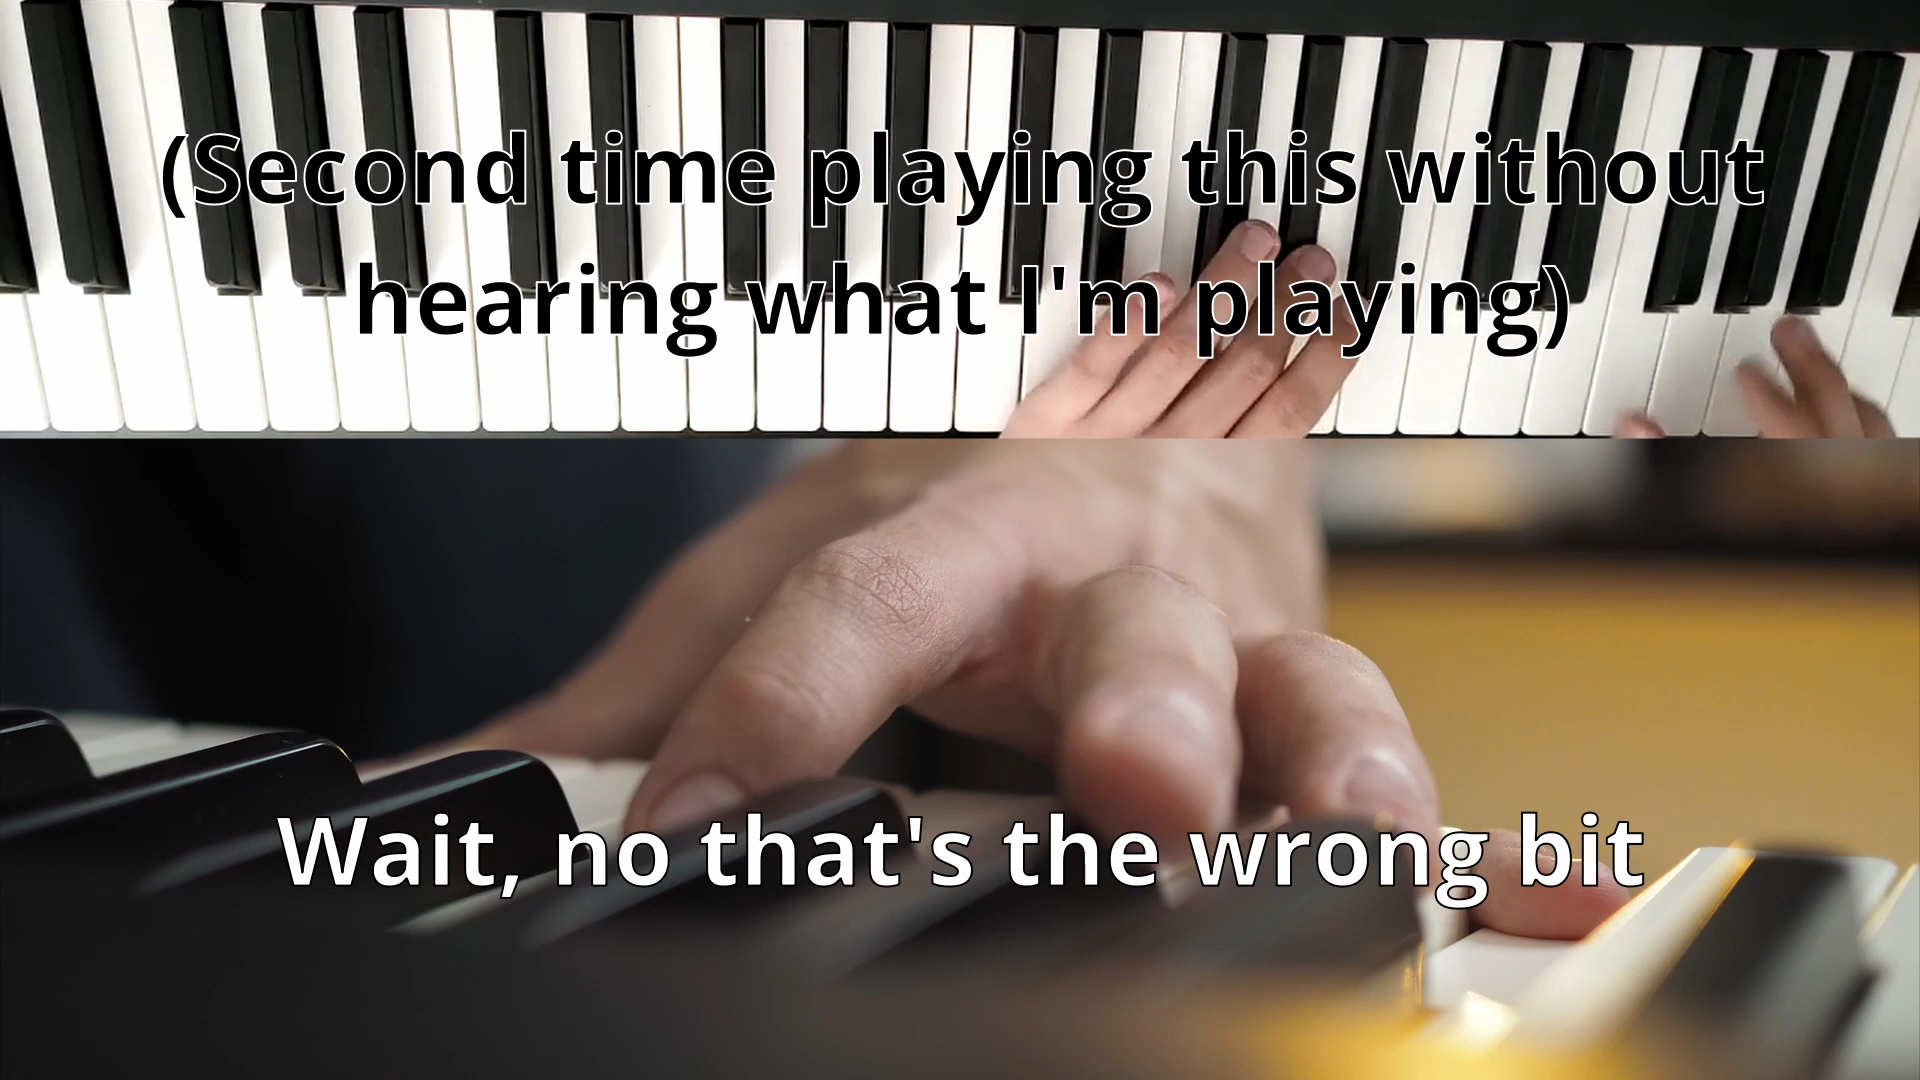 (Second time playing this without
hearing what I'm playing)
Wait, no that's the wrong bit